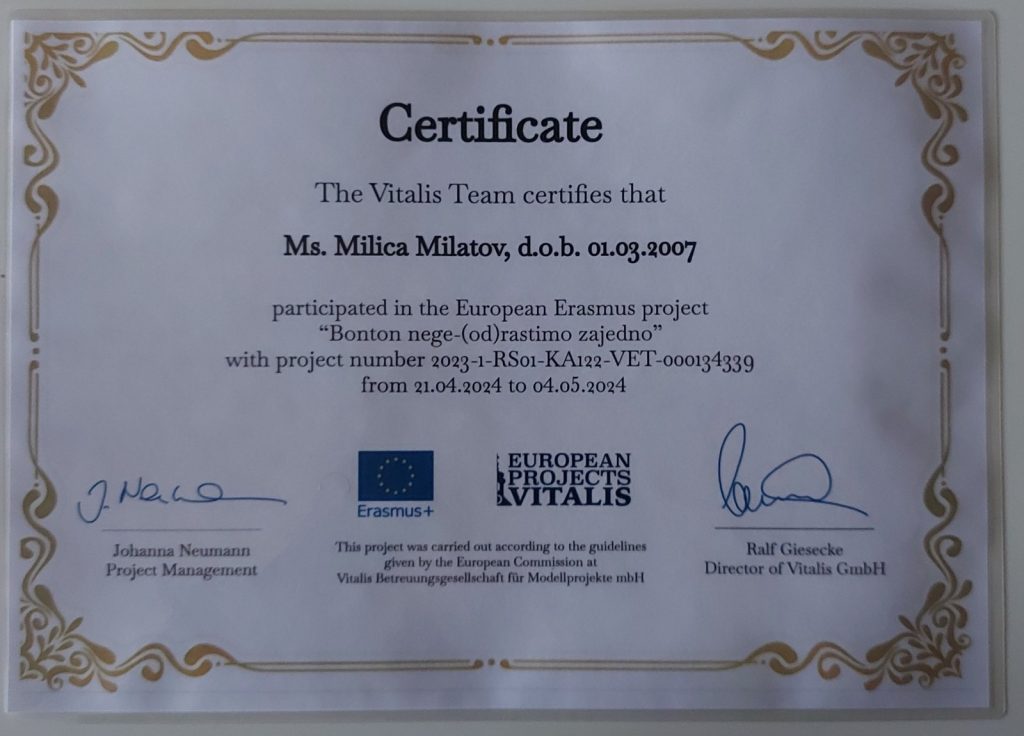 Certificate
The Vitalis Team certifies that
Ms. Milica Milatov, d.o.b. 01.03.2007
participated in the European Erasmus project
“Bonton nege-(od)rastimo zajedno”
with project number 2023-1-RS01-KA122-VET-000134339
from 21.04.2024 to 04.05.2024
J. Neumann
Erasmus+
EUROPEAN
PROJECTS
VITALIS
Johanna Neumann
Project Management
This project was carried out according to the guidelines
given by the European Commission at
Vitalis Betreuungsgesellschaft für Modellprojekte mbH
Ralf Giesecke
Director of Vitalis GmbH